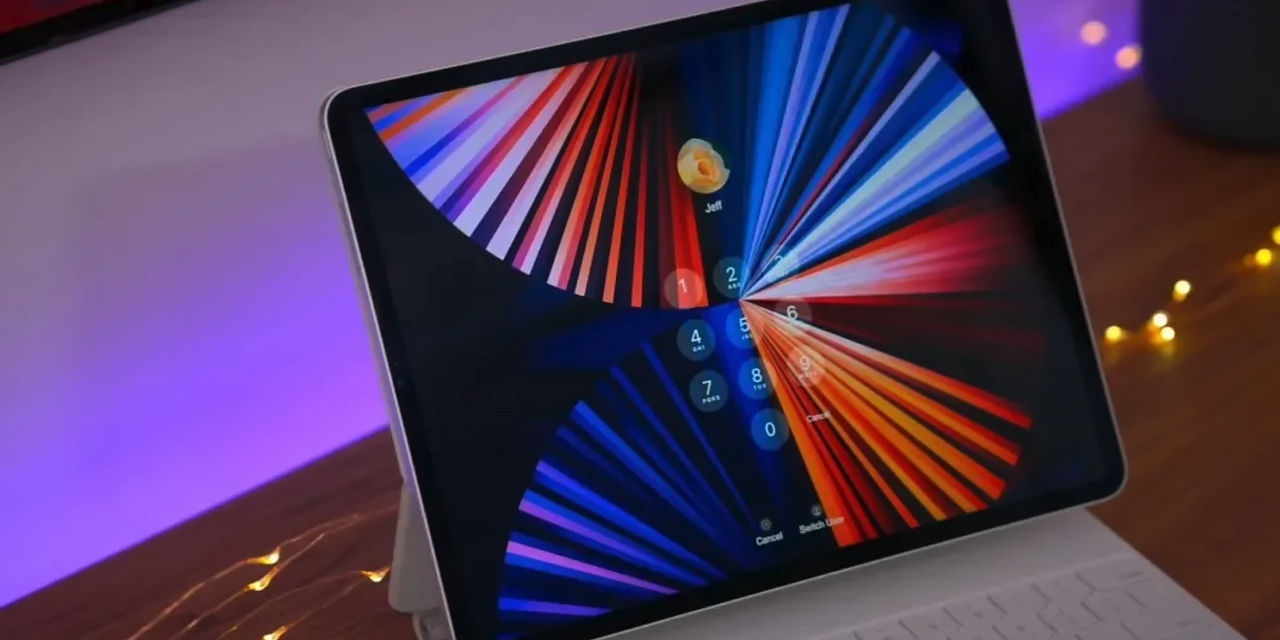 Jeff
1 2 3
ABC
4 5 6
GHI JKL
7 8 9
PQRS TUV
0
Cancel
Cancel Switch User